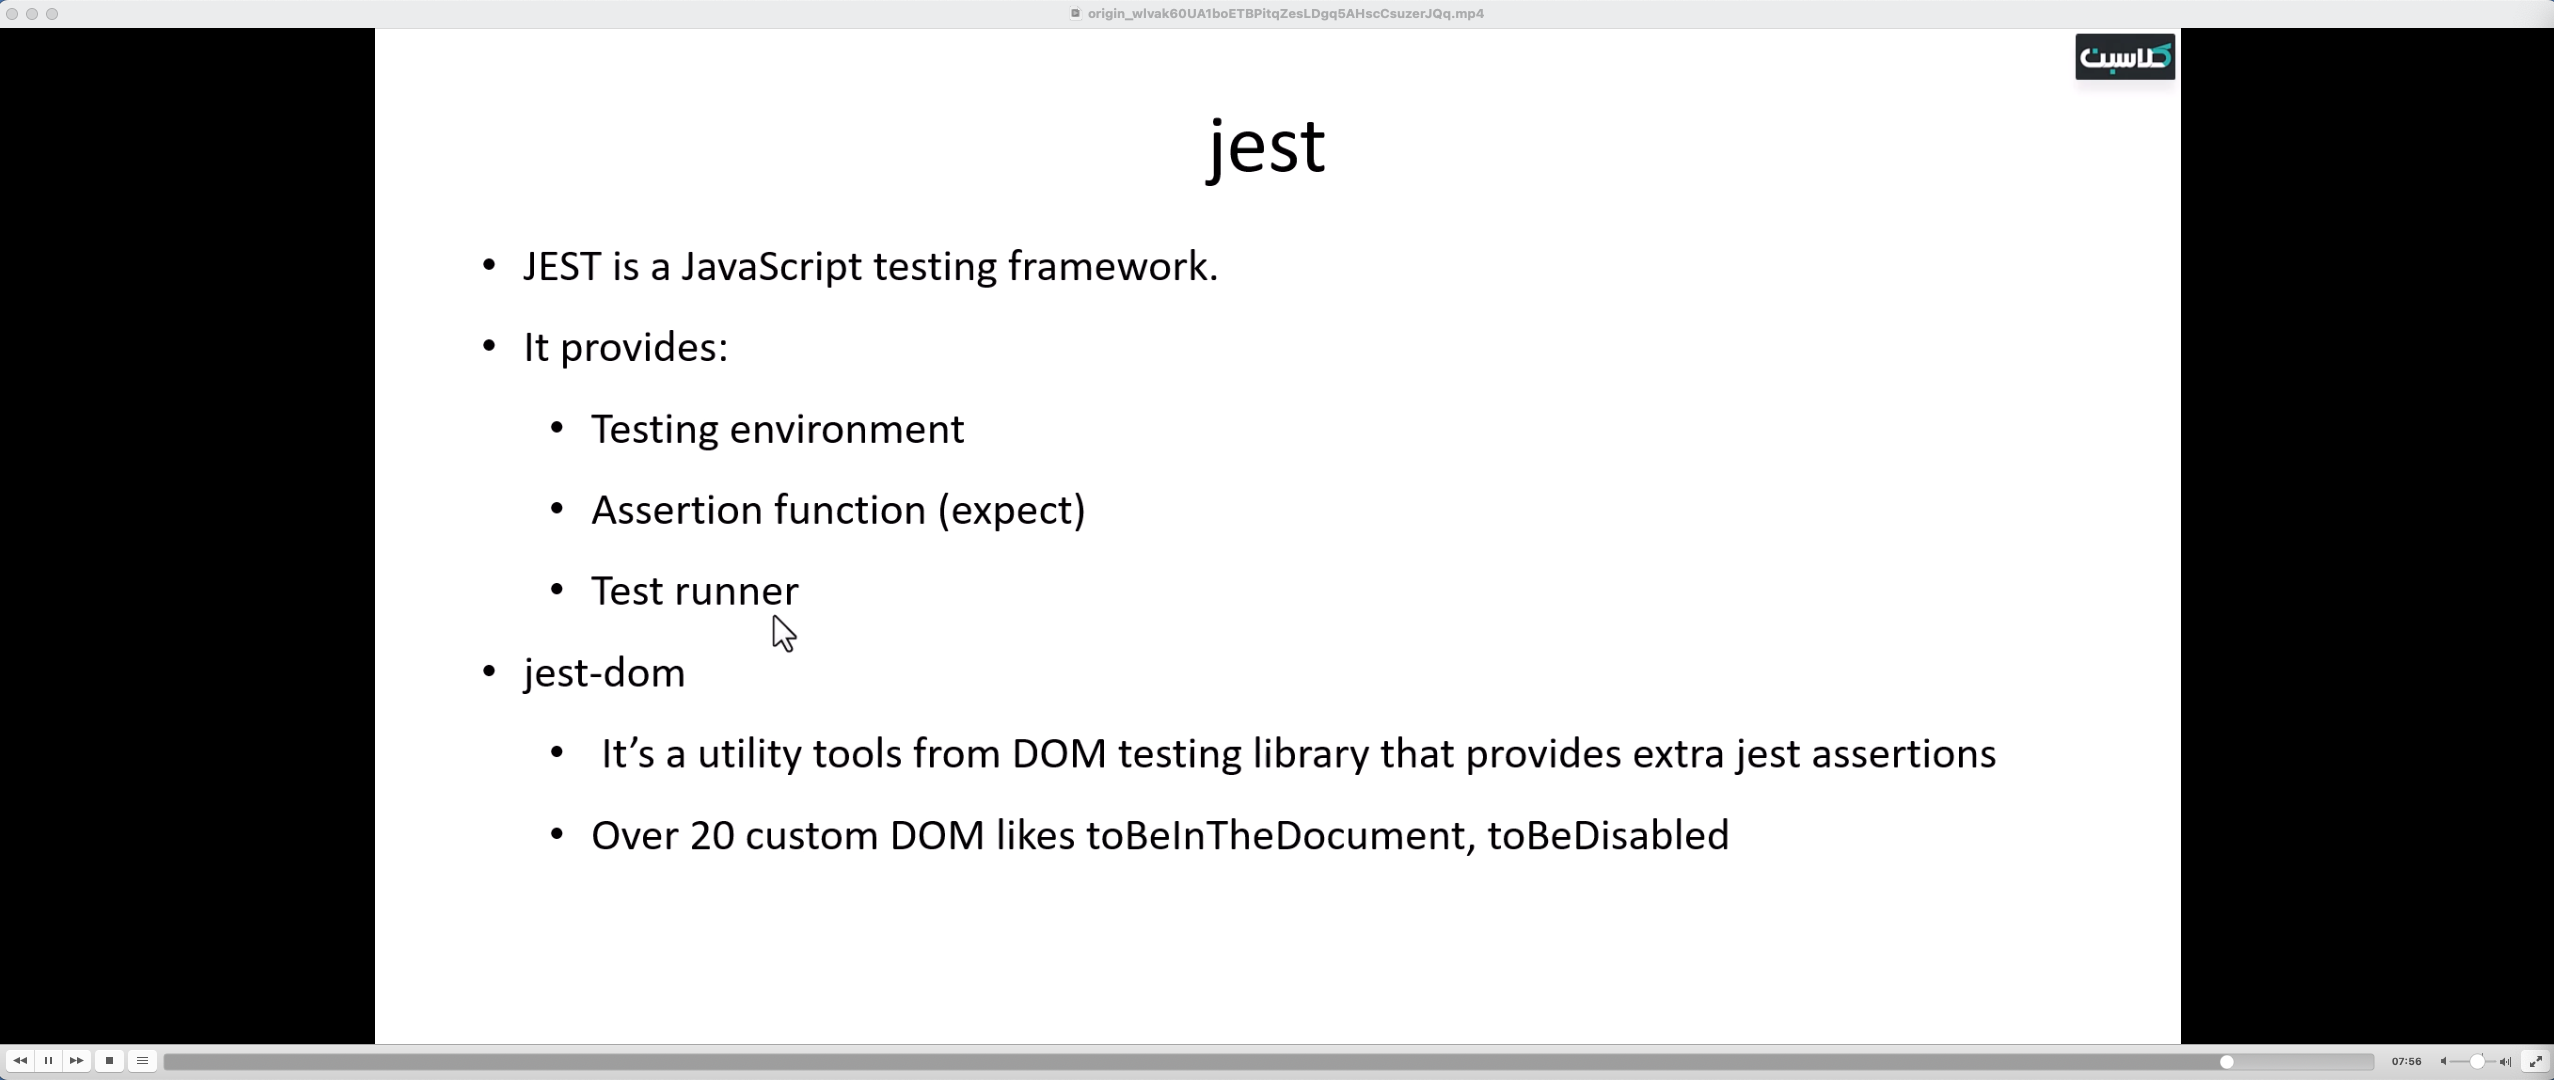 origin_wlvak60UA1boETBPitqZesLDgq5AHscCsuzerJQq.mp4
کلاسبن
jest
• JEST is a JavaScript testing framework.
• It provides:
• Testing environment
• Assertion function (expect)
• Test runner
• jest-dom
• It’s a utility tools from DOM testing library that provides extra jest assertions
• Over 20 custom DOM likes toBeInTheDocument, toBeDisabled
07:56